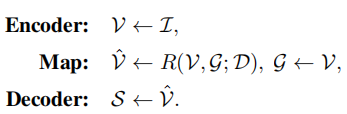 Encoder: 𝒱 ← ℐ,
Map: 𝒱̂ ← R(𝒱, 𝒢; 𝒟), 𝒢 ← 𝒱,
Decoder: 𝒮 ← 𝒱̂.